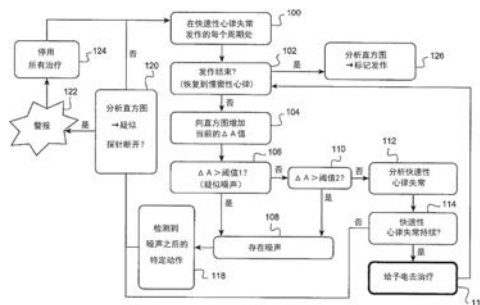 在快速性心律失常
发作的每个周期处
100
停用
所有治疗
124
102
发作结束?
(恢复到慢窦性心律)
是
分析直方图
→标记发作
126
否
120
122
警报
是
分析直方图
→疑似
探针断开?
否
向直方图增加
当前的ΔA值
104
106
ΔA>阈值1?
(疑似噪声)
否
110
ΔA>阈值2?
否
112
分析快速性
心律失常
是
是
114
快速性
心律失常持续?
否
108
存在噪声
检测到
噪声之后的
特定动作
118
是
给予电击治疗